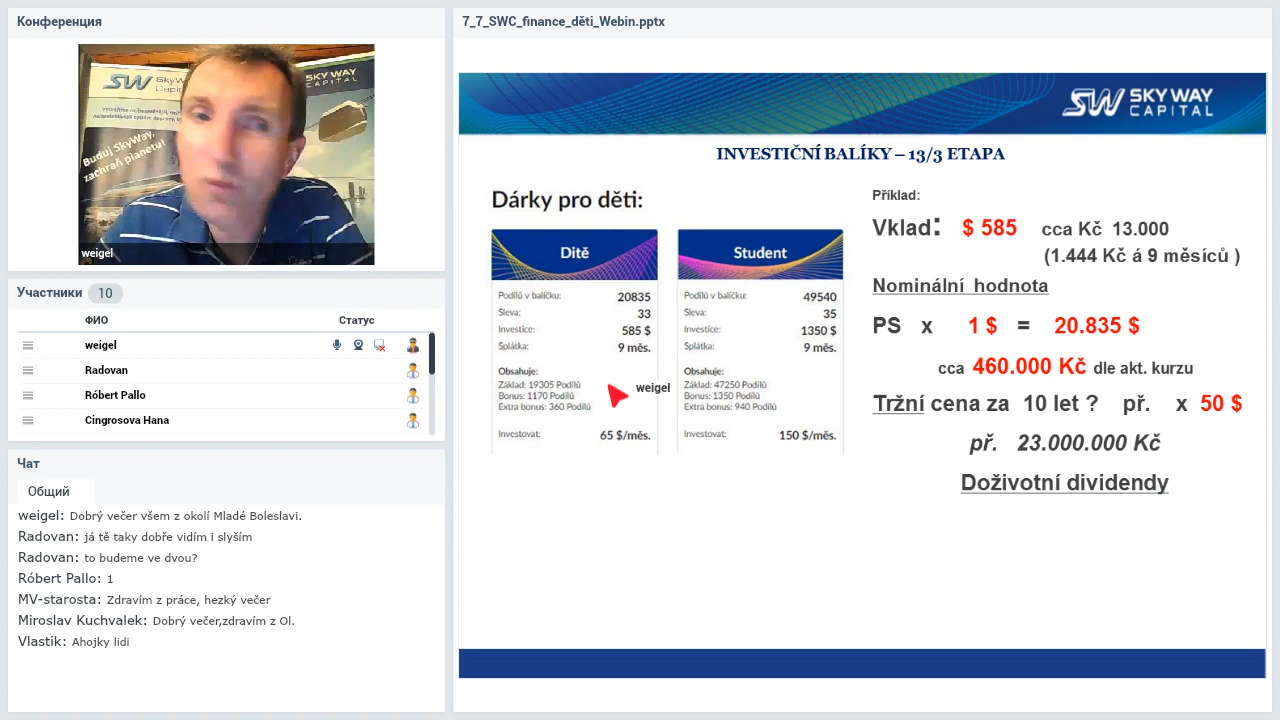 Конференция
SW SkyWay
Capital
SKY WAY
CAPITAL
Buduj SkyWay,
zachraň planetu!
weigel
Участники 10
ФИО Статус
weigel
Radovan
Róbert Pallo
Cingrosova Hana
Чат
Общий
weigel: Dobrý večer všem z okolí Mladé Boleslavi.
Radovan: já tě taky dobře vidím i slyším
Radovan: to budeme ve dvou?
Róbert Pallo: 1
MV-starosta: Zdravím z práce, hezký večer
Miroslav Kuchvalek: Dobrý večer,zdravím z Ol.
Vlastik: Ahojky lidi
7_7_SWC_finance_děti_Webin.pptx
SW SKY WAY
CAPITAL
INVESTIČNÍ BALÍKY – 13/3 ETAPA
Dárky pro děti:
Dítě
Podílů v balíčku: 20835
Sleva: 33
Investice: 585 $
Splátka: 9 měs.
Obsahuje:
Základ: 19305 Podílů
Bonus: 1170 Podílů
Extra bonus: 360 Podílů
Investovat: 65 $/měs.
weigel
Student
Podílů v balíčku: 49540
Sleva: 35
Investice: 1350 $
Splátka: 9 měs.
Obsahuje:
Základ: 47250 Podílů
Bonus: 1350 Podílů
Extra bonus: 940 Podílů
Investovat: 150 $/měs.
Příklad:
Vklad: $ 585 cca Kč 13.000
(1.444 Kč á 9 měsíců )
Nominální hodnota
PS x 1 $ = 20.835 $
cca 460.000 Kč dle akt. kurzu
Tržní cena za 10 let ? př. x 50 $
př. 23.000.000 Kč
Doživotní dividendy